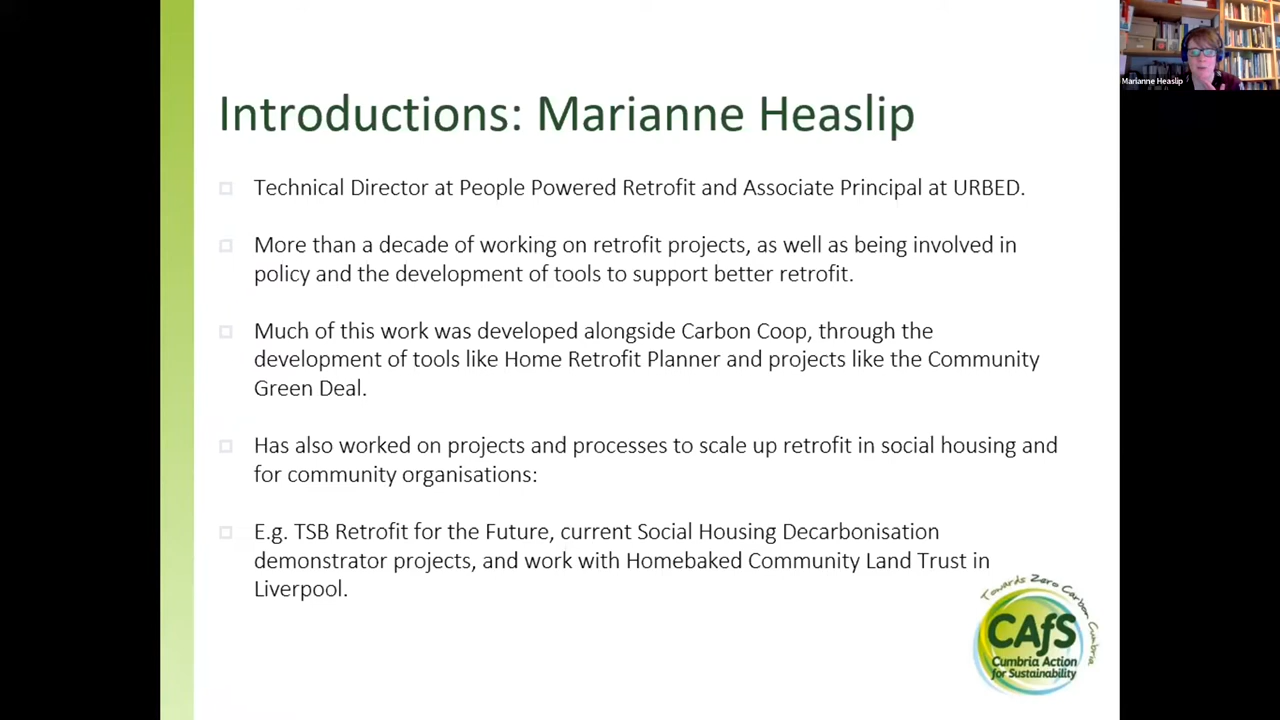 Introductions: Marianne Heaslip
Technical Director at People Powered Retrofit and Associate Principal at URBED.
More than a decade of working on retrofit projects, as well as being involved in
policy and the development of tools to support better retrofit.
Much of this work was developed alongside Carbon Coop, through the
development of tools like Home Retrofit Planner and projects like the Community
Green Deal.
Has also worked on projects and processes to scale up retrofit in social housing and
for community organisations:
E.g. TSB Retrofit for the Future, current Social Housing Decarbonisation
demonstrator projects, and work with Homebaked Community Land Trust in
Liverpool.
Towards Zero Carbon Cumbria
CAfS
Cumbria Action
for Sustainability
Marianne Heaslip